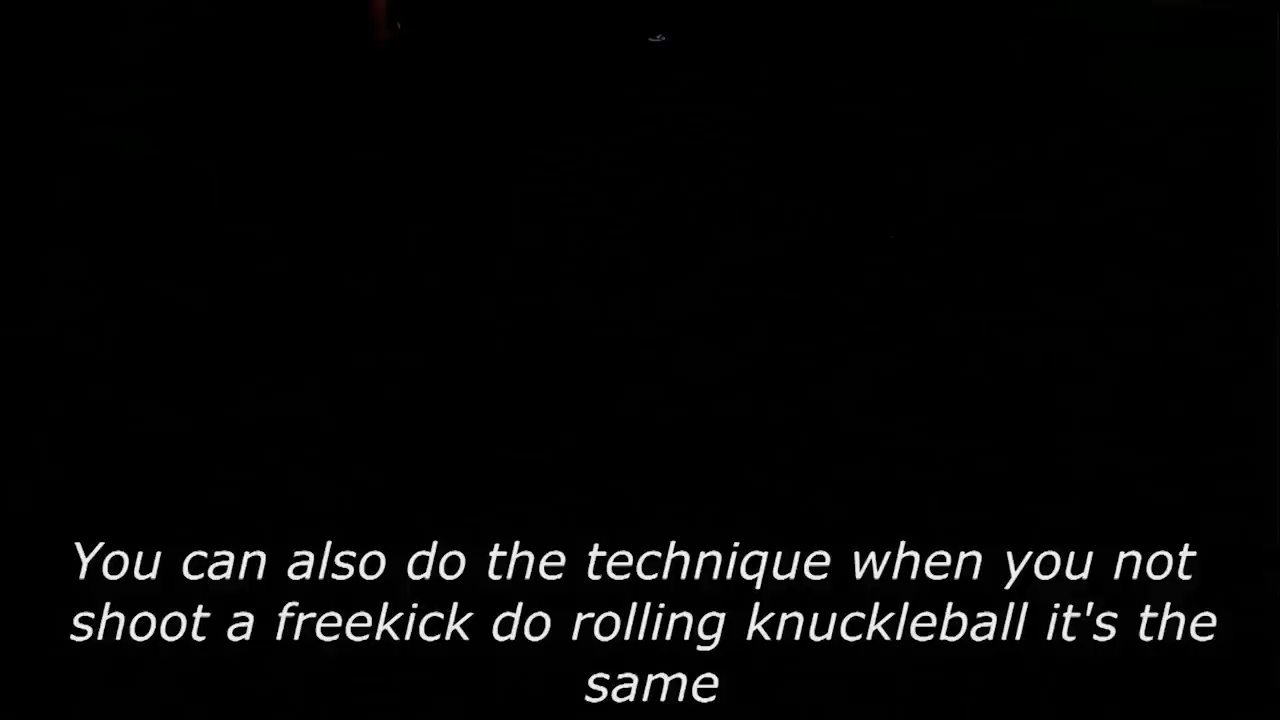 You can also do the technique when you not
shoot a freekick do rolling knuckleball it's the
same